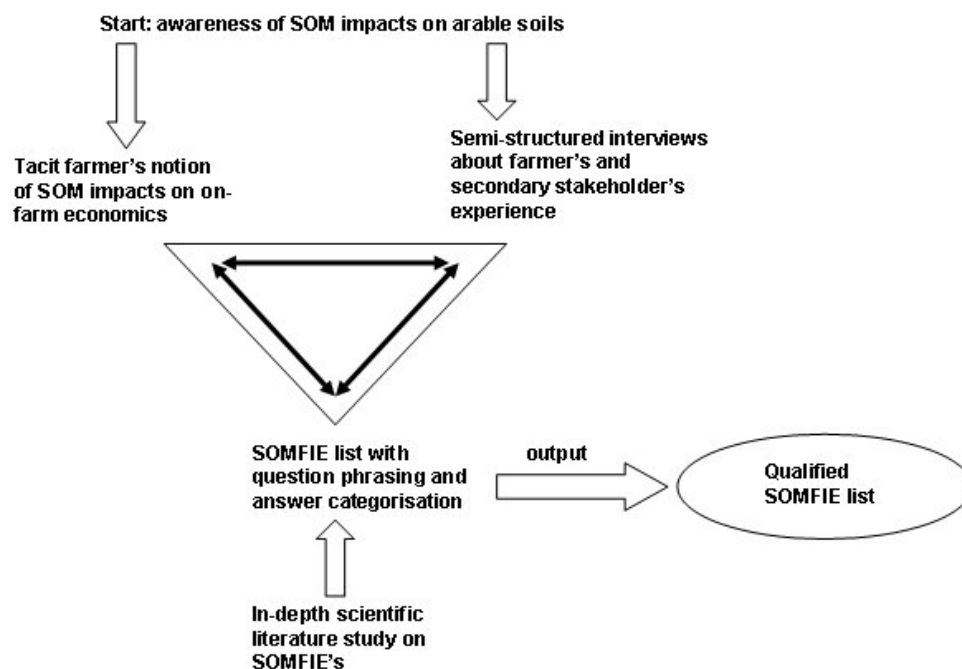 Start: awareness of SOM impacts on arable soils
Tacit farmer's notion
of SOM impacts on on-
farm economics
Semi-structured interviews
about farmer's and
secondary stakeholder's
experience
SOMFIE list with
question phrasing and
answer categorisation
output
Qualified
SOMFIE list
In-depth scientific
literature study on
SOMFIE's